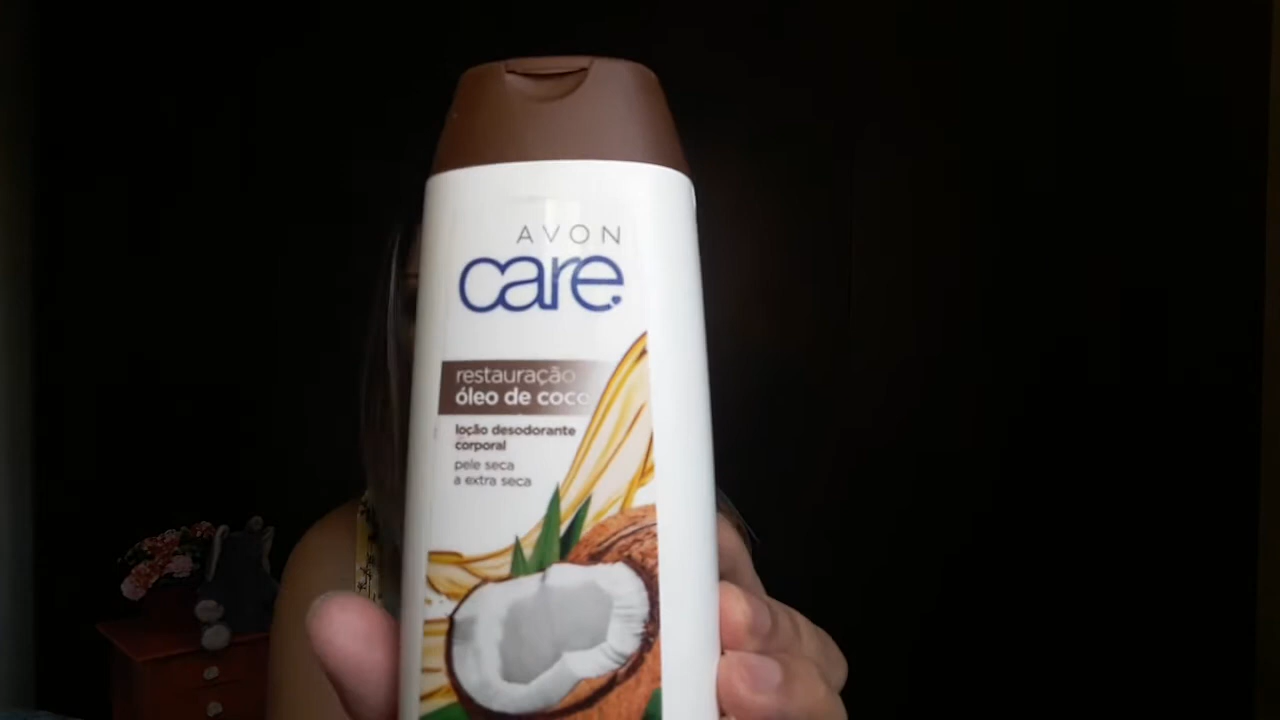 AVON
care
restauração
óleo de coco
loção desodorante
corporal
pele seca
a extra seca